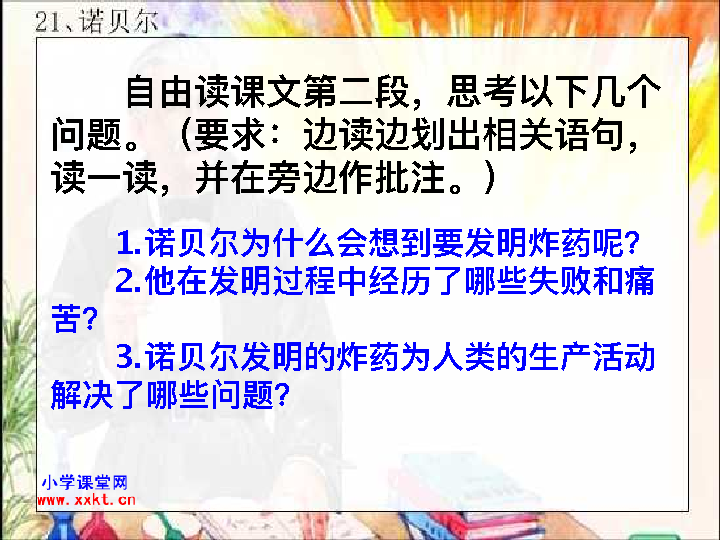 21、诺贝尔
自由读课文第二段，思考以下几个
问题。（要求：边读边划出相关语句，
读一读，并在旁边作批注。）
1.诺贝尔为什么会想到要发明炸药呢？
2.他在发明过程中经历了哪些失败和痛
苦？
3.诺贝尔发明的炸药为人类的生产活动
解决了哪些问题？
小学课堂网
www.xxkt.cn